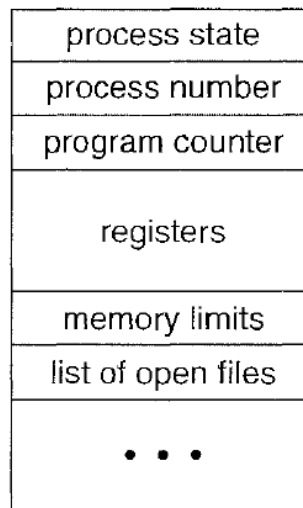 process state
process number
program counter
registers
memory limits
list of open files
• • •